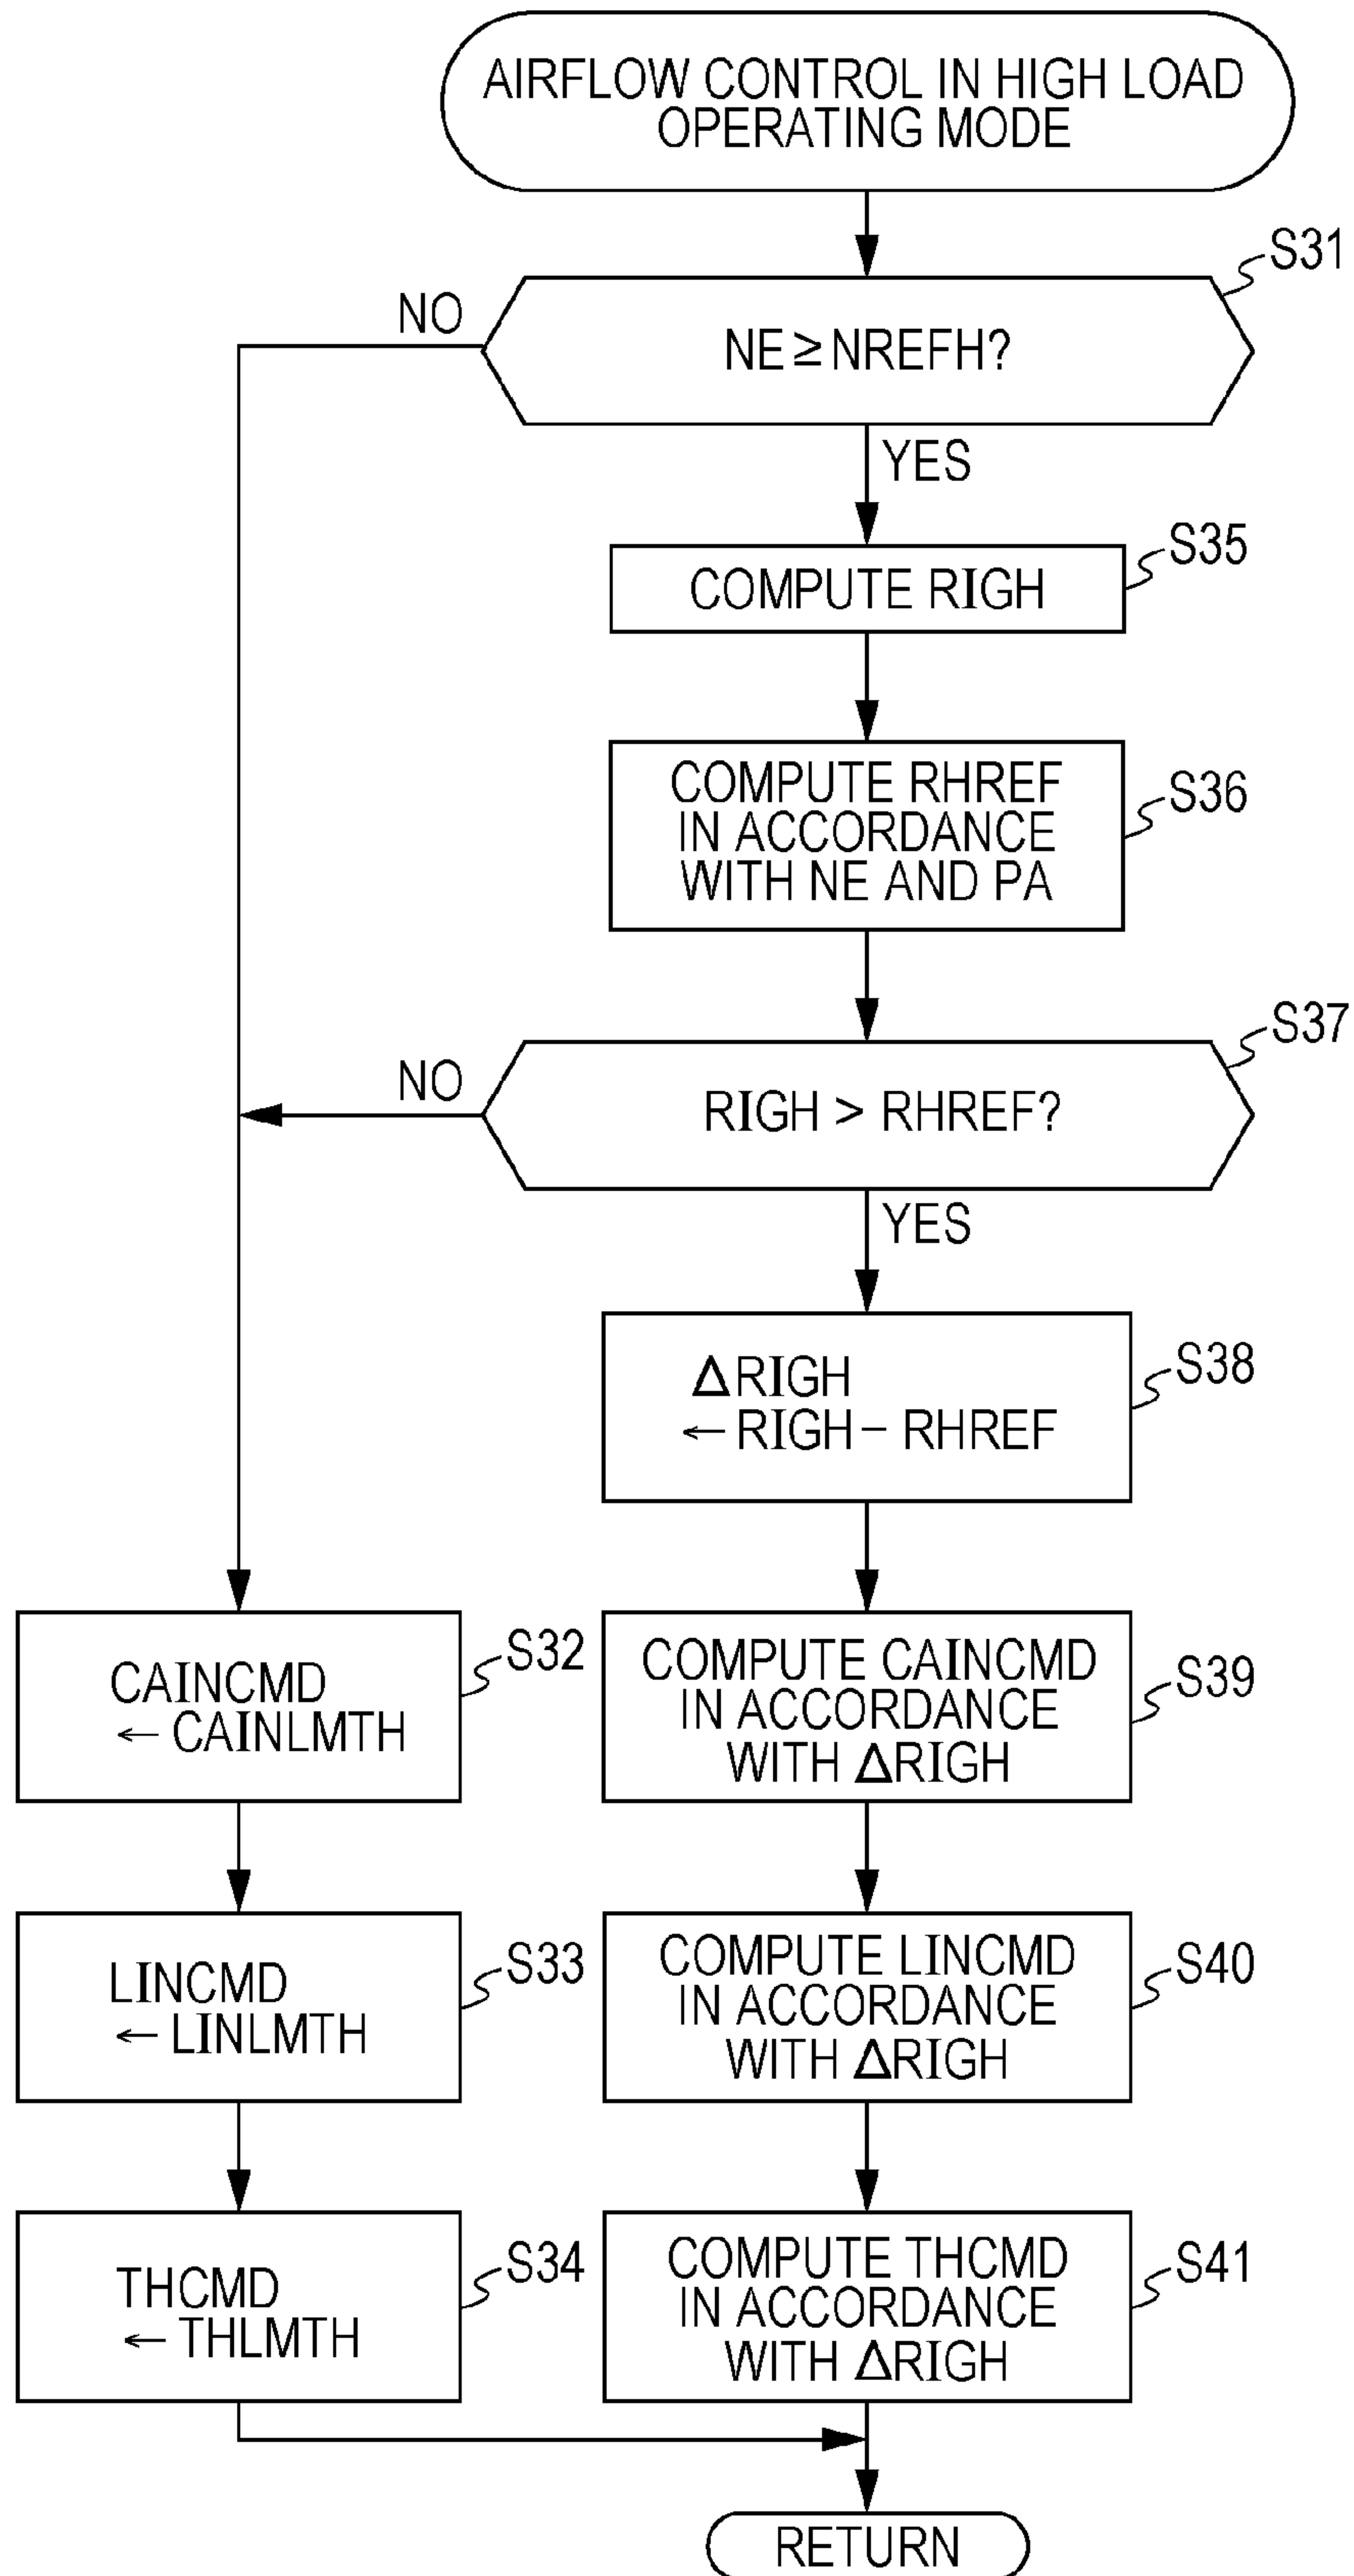 AIRFLOW CONTROL IN HIGH LOAD
OPERATING MODE
S31
NO
NE ≥ NREFH?
YES
S35
COMPUTE RIGH
S36
COMPUTE RHREF
IN ACCORDANCE
WITH NE AND PA
S37
NO
RIGH > RHREF?
YES
S38
ΔRIGH
← RIGH − RHREF
S32
CAINCMD
← CAINLMTH
S39
COMPUTE CAINCMD
IN ACCORDANCE
WITH ΔRIGH
S33
LINCMD
← LINLMTH
S40
COMPUTE LINCMD
IN ACCORDANCE
WITH ΔRIGH
S34
THCMD
← THLMTH
S41
COMPUTE THCMD
IN ACCORDANCE
WITH ΔRIGH
RETURN